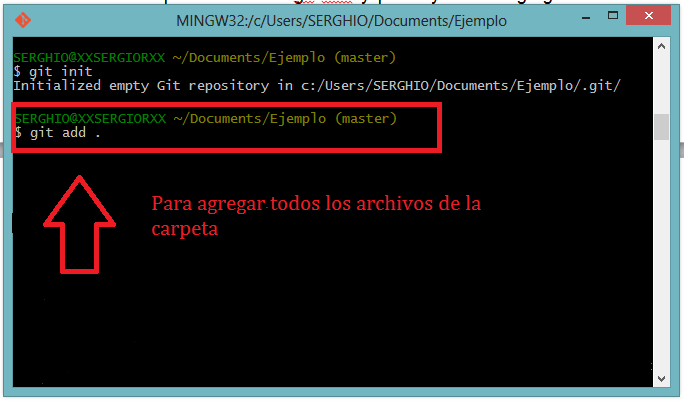 MINGW32:/c/Users/SERGHIO/Documents/Ejemplo
SERGHIO@XXSERGIORXX ~/Documents/Ejemplo (master)
$ git init
Initialized empty Git repository in c:/Users/SERGHIO/Documents/Ejemplo/.git/
SERGHIO@XXSERGIORXX ~/Documents/Ejemplo (master)
$ git add .
Para agregar todos los archivos de la
carpeta